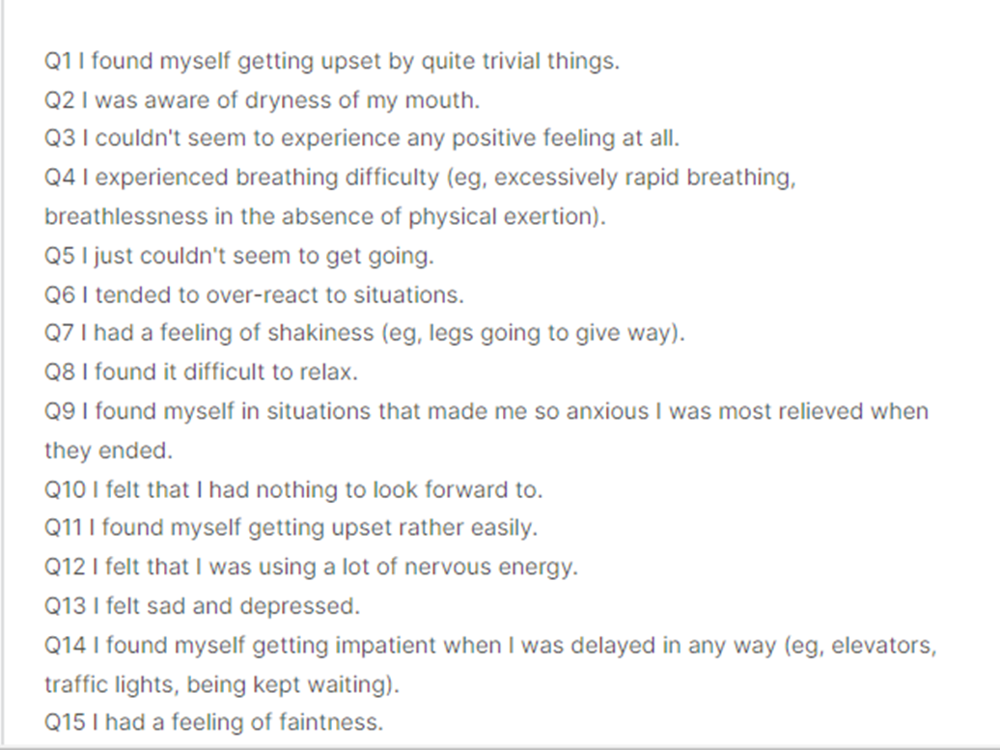 Q1 I found myself getting upset by quite trivial things.
Q2 I was aware of dryness of my mouth.
Q3 I couldn't seem to experience any positive feeling at all.
Q4 I experienced breathing difficulty (eg, excessively rapid breathing,
breathlessness in the absence of physical exertion).
Q5 I just couldn't seem to get going.
Q6 I tended to over-react to situations.
Q7 I had a feeling of shakiness (eg, legs going to give way).
Q8 I found it difficult to relax.
Q9 I found myself in situations that made me so anxious I was most relieved when
they ended.
Q10 I felt that I had nothing to look forward to.
Q11 I found myself getting upset rather easily.
Q12 I felt that I was using a lot of nervous energy.
Q13 I felt sad and depressed.
Q14 I found myself getting impatient when I was delayed in any way (eg, elevators,
traffic lights, being kept waiting).
Q15 I had a feeling of faintness.